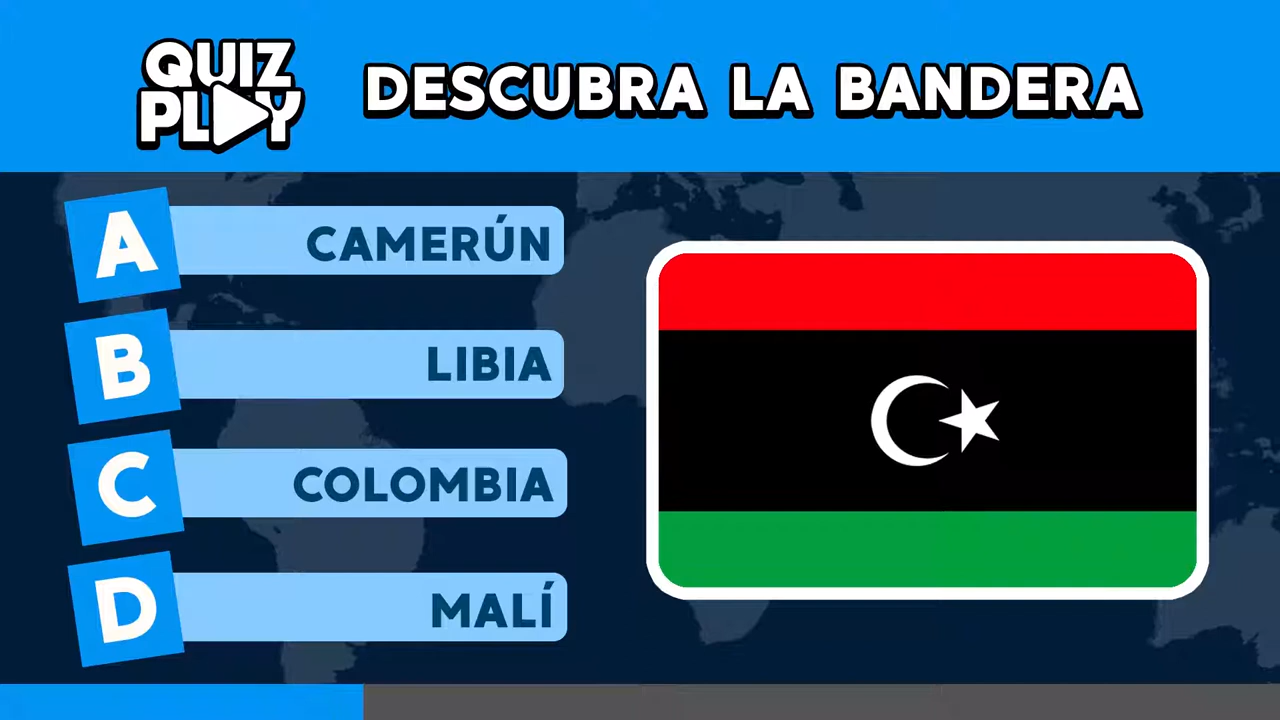 QUIZ
PLAY
DESCUBRA LA BANDERA
A
CAMERÚN
B
LIBIA
C
COLOMBIA
D
MALÍ